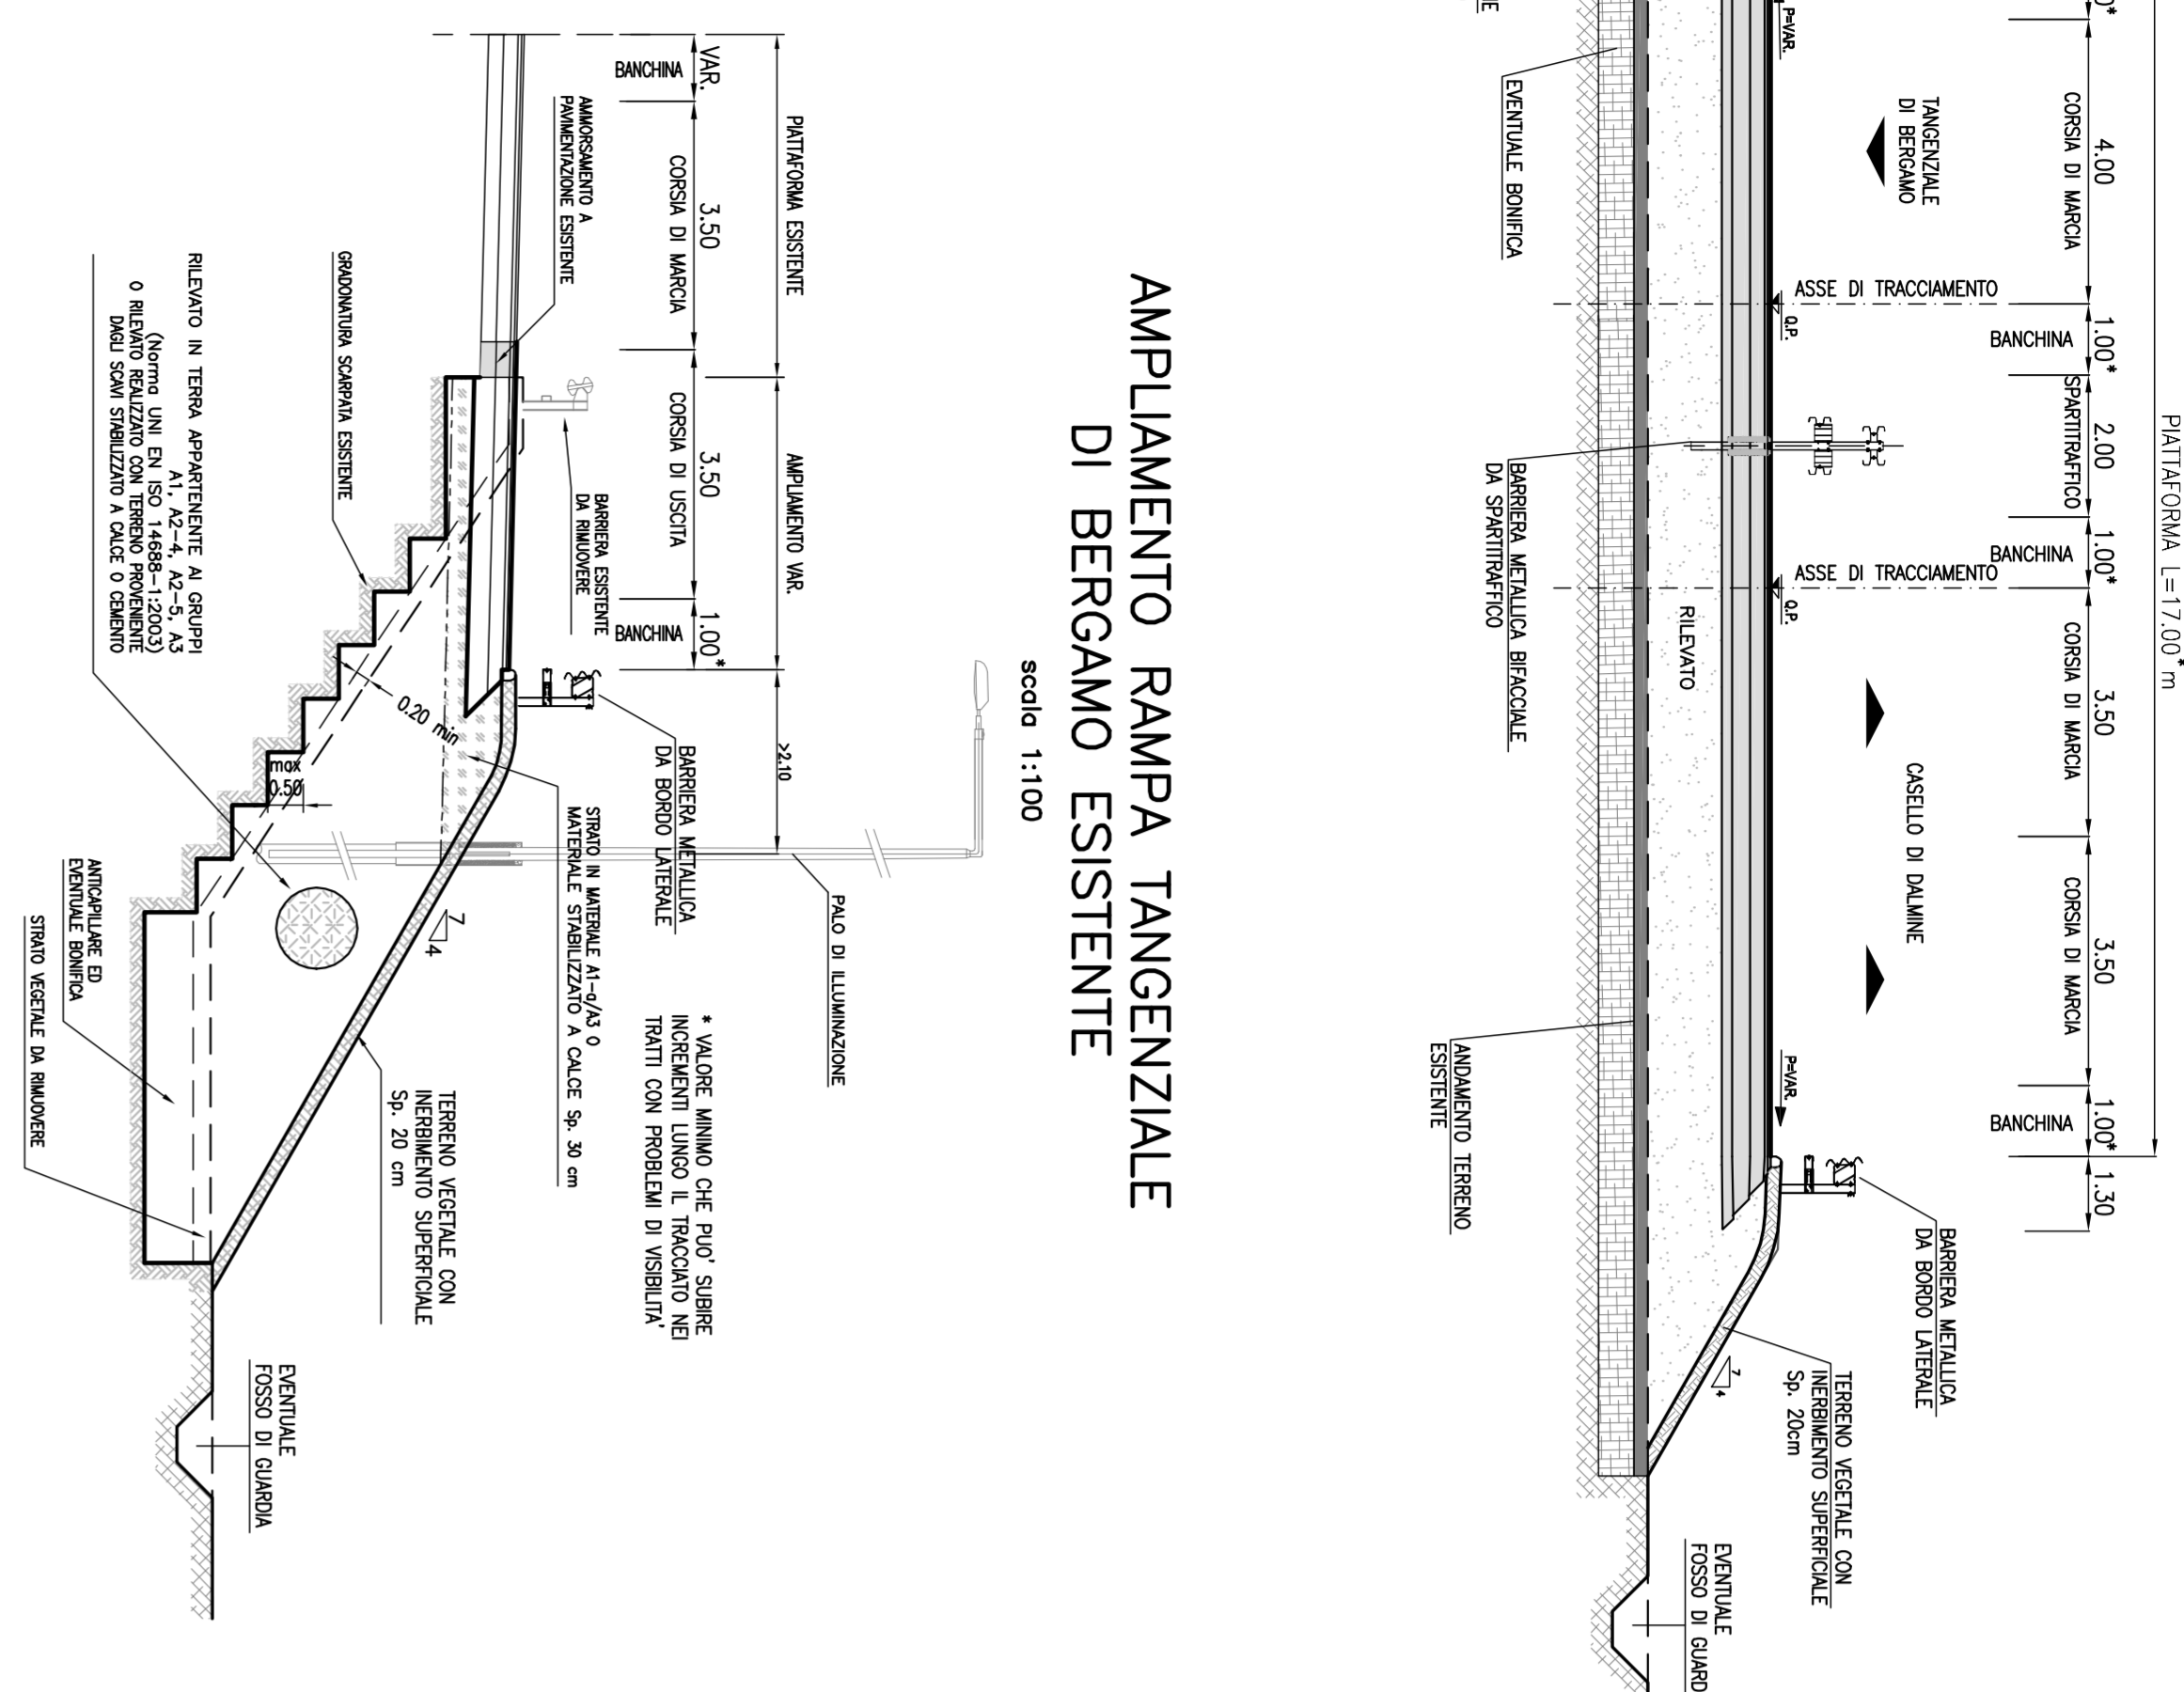 PIATTAFORMA L=17.00* m
0*
4.00
1.00*
2.00
1.00*
3.50
3.50
1.00*
1.30
CORSIA DI MARCIA
BANCHINA
SPARTITRAFFICO
BANCHINA
CORSIA DI MARCIA
CORSIA DI MARCIA
BANCHINA
TANGENZIALE
DI BERGAMO
CASELLO DI DALMINE
ASSE DI TRACCIAMENTO
ASSE DI TRACCIAMENTO
P=VAR.
Q.P.
Q.P.
P=VAR.
BARRIERA METALLICA
DA BORDO LATERALE
TERRENO VEGETALE CON
INERBIMENTO SUPERFICIALE
Sp. 20cm
7
4
RILEVATO
EVENTUALE
FOSSO DI GUARD
EVENTUALE BONIFICA
BARRIERA METALLICA BIFACCIALE
DA SPARTITRAFFICO
ANDAMENTO TERRENO
ESISTENTE
NE
AMPLIAMENTO RAMPA TANGENZIALE
DI BERGAMO ESISTENTE
scala 1:100
PIATTAFORMA ESISTENTE
AMPLIAMENTO VAR.
>2.10
VAR.
3.50
3.50
1.00*
BANCHINA
CORSIA DI MARCIA
CORSIA DI USCITA
BANCHINA
PALO DI ILLUMINAZIONE
AMMORSAMENTO A
PAVIMENTAZIONE ESISTENTE
BARRIERA ESISTENTE
DA RIMUOVERE
BARRIERA METALLICA
DA BORDO LATERALE
* VALORE MINIMO CHE PUO' SUBIRE
INCREMENTI LUNGO IL TRACCIATO NEI
TRATTI CON PROBLEMI DI VISIBILITA'
STRATO IN MATERIALE A1-a/A3 O
MATERIALE STABILIZZATO A CALCE Sp. 30 cm
7
4
TERRENO VEGETALE CON
INERBIMENTO SUPERFICIALE
Sp. 20 cm
0.20 min
max
0.50
GRADONATURA SCARPATA ESISTENTE
EVENTUALE
FOSSO DI GUARDIA
RILEVATO IN TERRA APPARTENENTE AI GRUPPI
A1, A2-4, A2-5, A3
(Norma UNI EN ISO 14688-1:2003)
O RILEVATO REALIZZATO CON TERRENO PROVENIENTE
DAGLI SCAVI STABILIZZATO A CALCE O CEMENTO
ANTICAPILLARE ED
EVENTUALE BONIFICA
STRATO VEGETALE DA RIMUOVERE